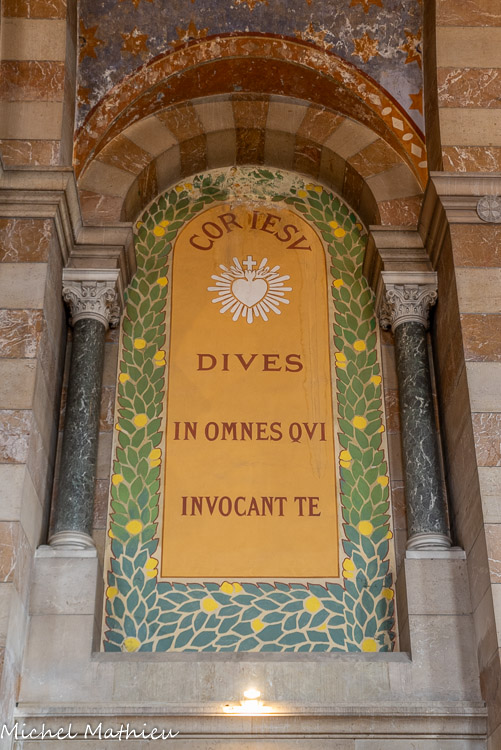 COR IESV
DIVES
IN OMNES QVI
INVOCANT TE
Michel Mathieu